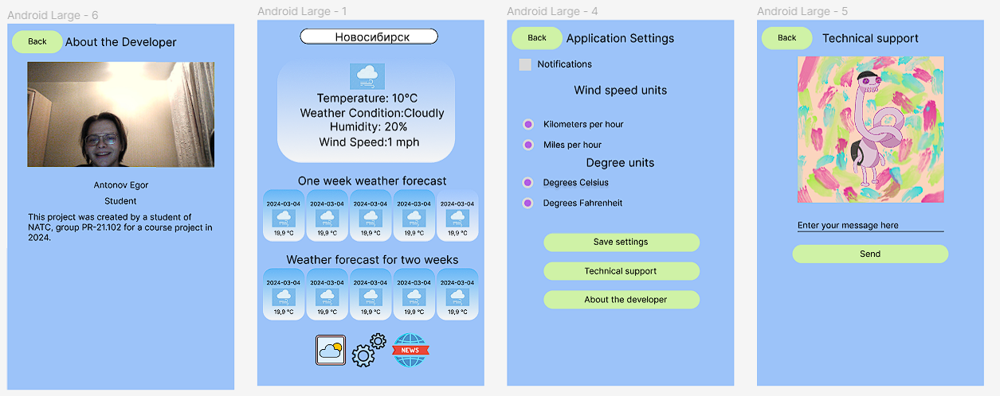 Android Large - 6
Back
About the Developer
Antonov Egor
Student
This project was created by a student of
NATC, group PR-21.102 for a course project in
2024.
Android Large - 1
Новосибирск
Temperature: 10°C
Weather Condition:Cloudly
Humidity: 20%
Wind Speed:1 mph
One week weather forecast
2024-03-04 2024-03-04 2024-03-04 2024-03-04 2024-03-04
19,9 °C 19,9 °C 19,9 °C 19,9 °C 19,9 °C
Weather forecast for two weeks
2024-03-04 2024-03-04 2024-03-04 2024-03-04 2024-03-04
19,9 °C 19,9 °C 19,9 °C 19,9 °C 19,9 °C
NEWS
Android Large - 4
Back
Application Settings
Notifications
Wind speed units
Kilometers per hour
Miles per hour
Degree units
Degrees Celsius
Degrees Fahrenheit
Save settings
Technical support
About the developer
Android Large - 5
Back
Technical support
Enter your message here
Send